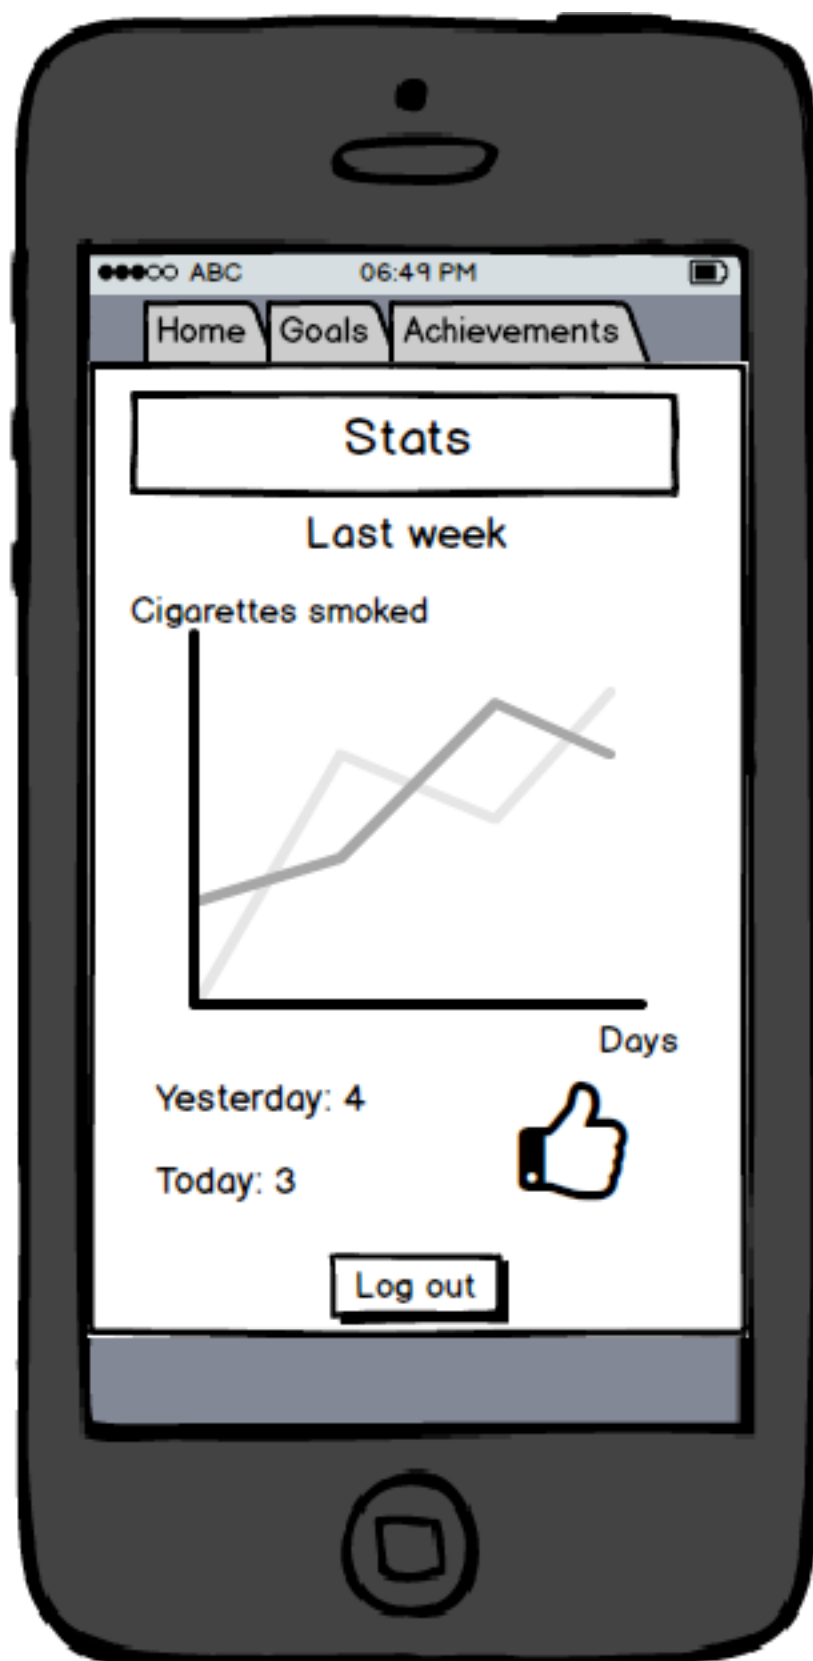 ABC 06:49 PM
Home Goals Achievements
Stats
Last week
Cigarettes smoked
Days
Yesterday: 4
Today: 3
Log out